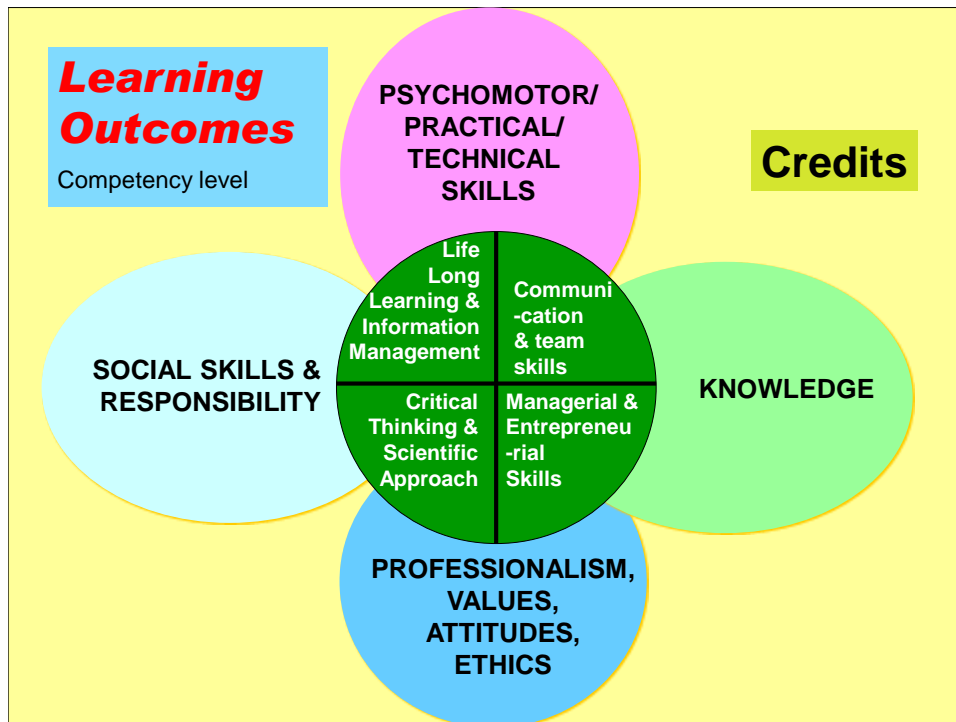 Learning
Outcomes
Competency level
PSYCHOMOTOR/
PRACTICAL/
TECHNICAL
SKILLS
Credits
Life
Long
Learning &
Information
Management
Communi
-cation
& team
skills
SOCIAL SKILLS &
RESPONSIBILITY
KNOWLEDGE
Critical
Thinking &
Scientific
Approach
Managerial &
Entrepreneu
-rial
Skills
PROFESSIONALISM,
VALUES,
ATTITUDES,
ETHICS